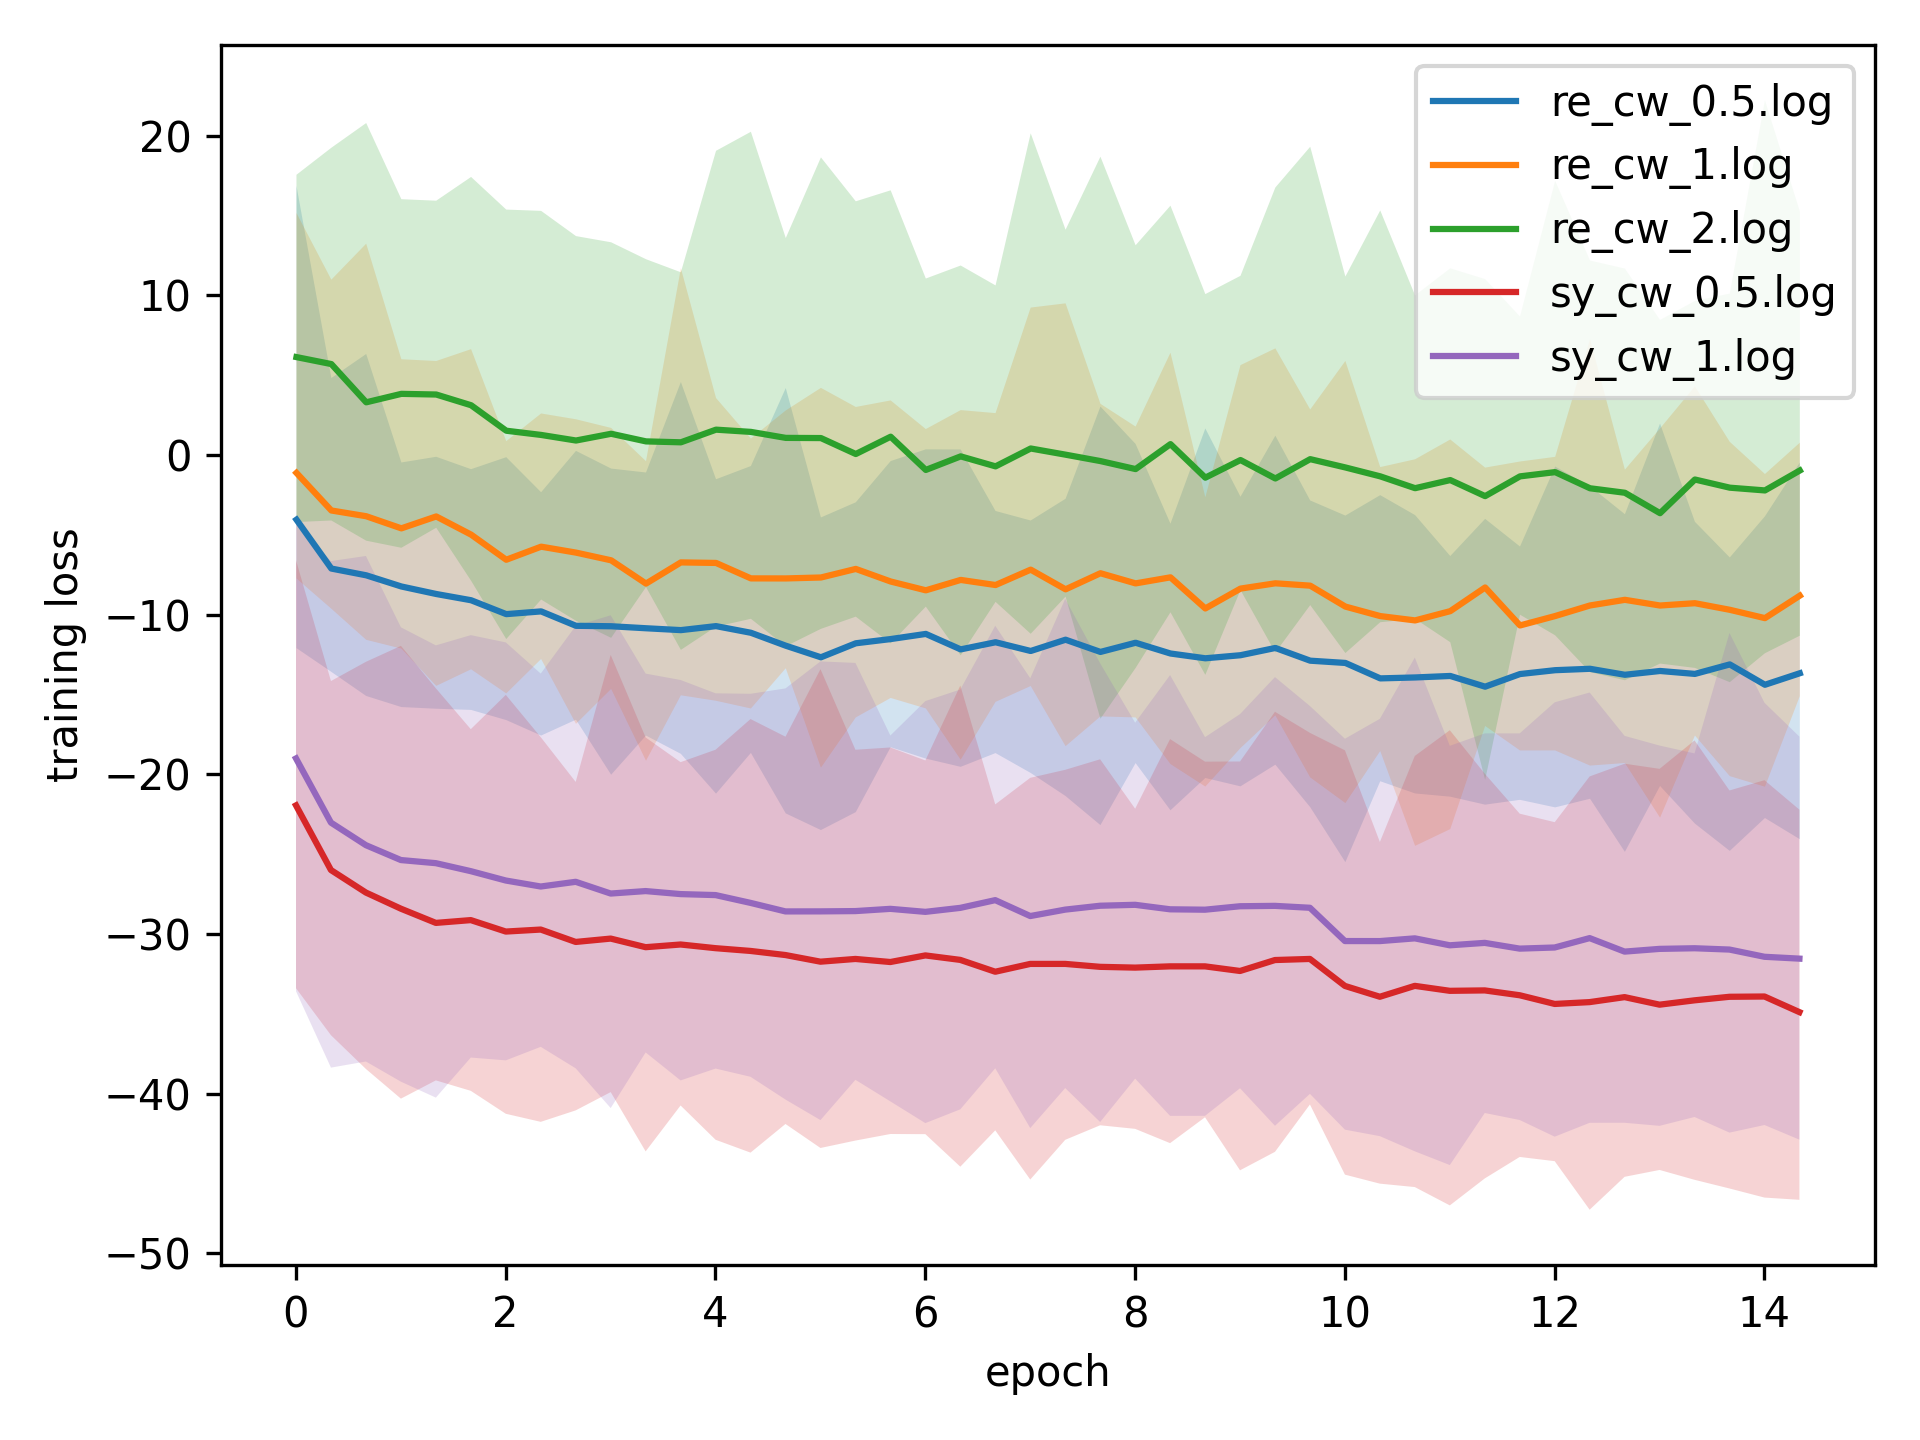 20
10
0
−10
−20
−30
−40
−50
training loss
re_cw_0.5.log
re_cw_1.log
re_cw_2.log
sy_cw_0.5.log
sy_cw_1.log
0 2 4 6 8 10 12 14
epoch